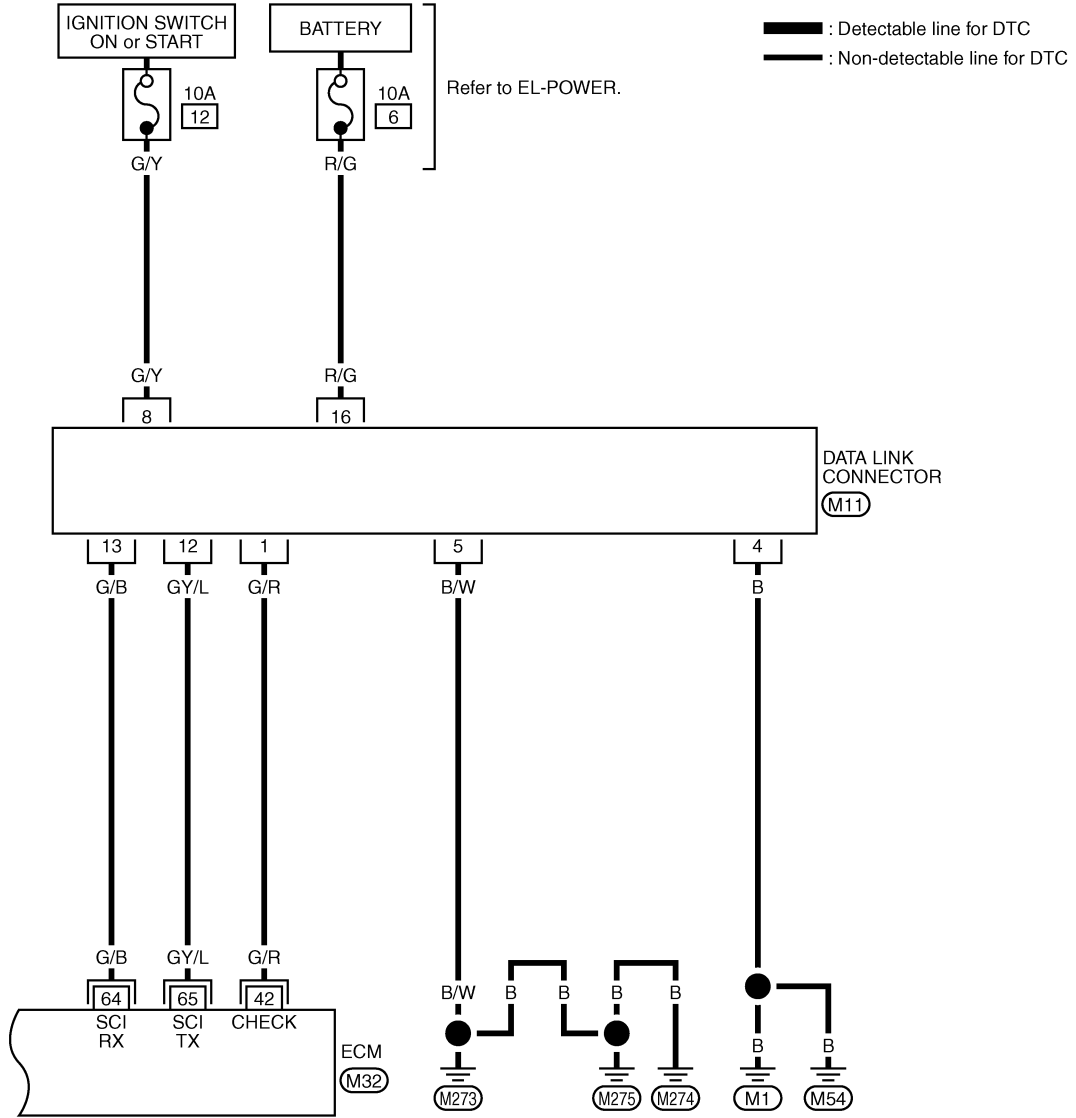 IGNITION SWITCH
ON or START
BATTERY
: Detectable line for DTC
: Non-detectable line for DTC
10A
12
10A
6
Refer to EL-POWER.
G/Y
R/G
G/Y
R/G
8
16
DATA LINK
CONNECTOR
M11
13
12
1
5
4
G/B
GY/L
G/R
B/W
B
G/B
GY/L
G/R
64
65
42
B/W
B
B
B
B
SCI
RX
SCI
TX
CHECK
B
B
ECM
M32
M273
M275
M274
M1
M54